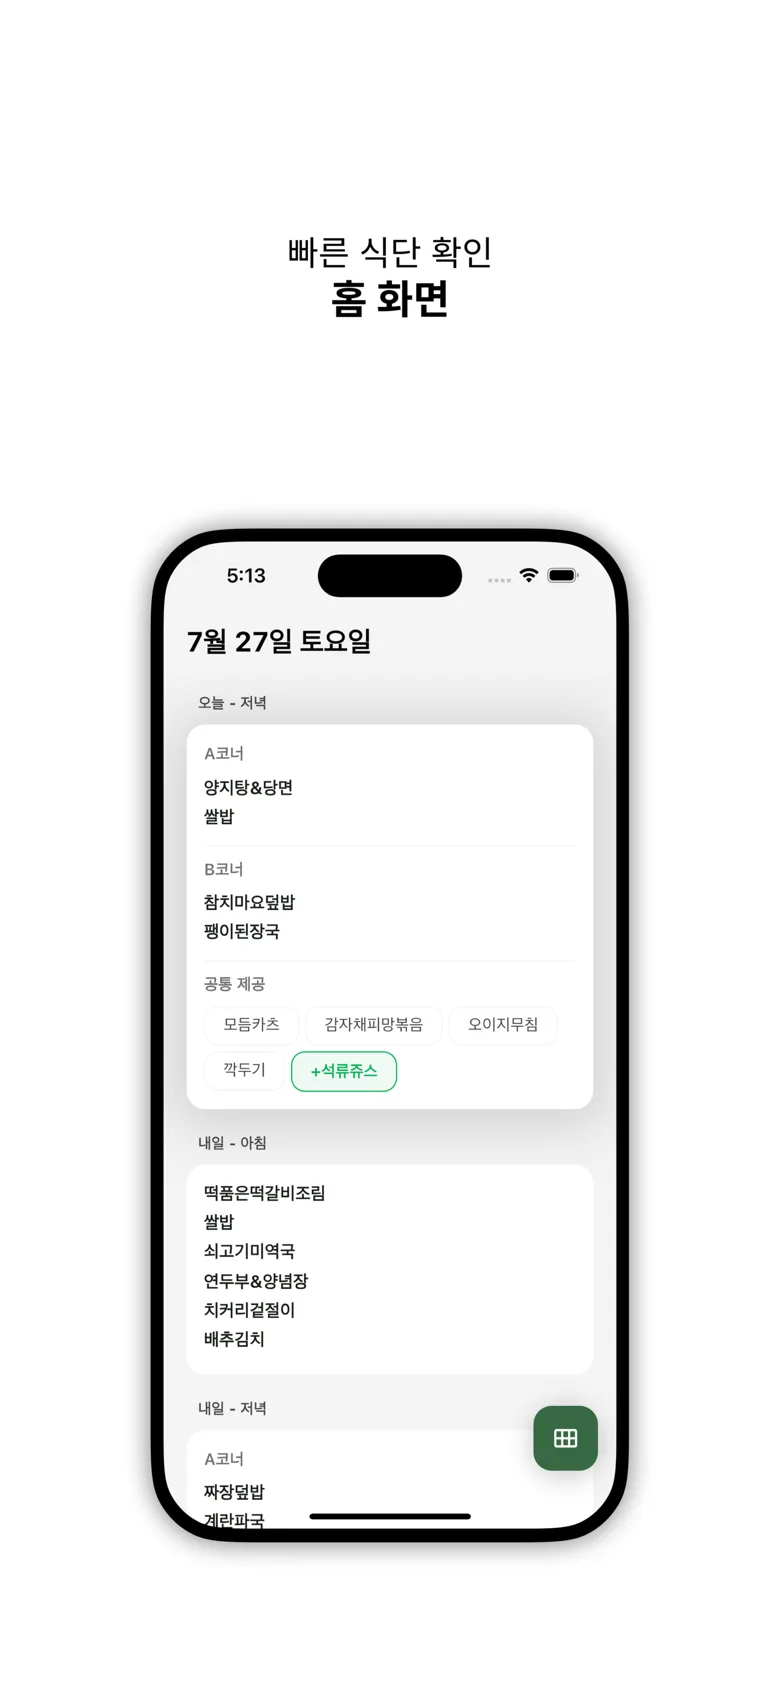 빠른 식단 확인
홈 화면
5:13
7월 27일 토요일
오늘 - 저녁
A코너
양지탕&당면
쌀밥
B코너
참치마요덮밥
팽이된장국
공통 제공
모듬카츠 감자채피망볶음 오이지무침
깍두기 +석류쥬스
내일 - 아침
떡품은떡갈비조림
쌀밥
쇠고기미역국
연두부&양념장
치커리겉절이
배추김치
내일 - 저녁
A코너
짜장덮밥
계란파국